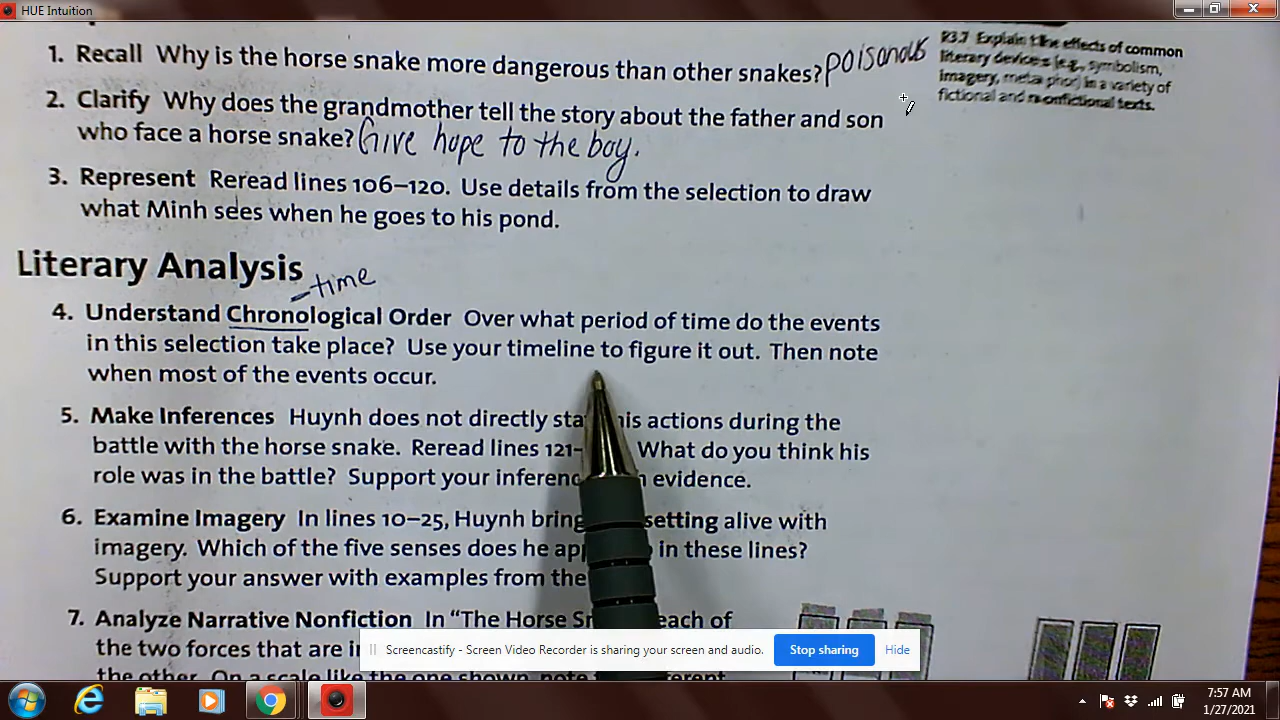 HUE Intuition
1. Recall Why is the horse snake more dangerous than other snakes? poisonous
R3.7 Explain the effects of common
literary devices (e.g., symbolism,
imagery, metaphor) in a variety of
fictional and nonfictional texts.
2. Clarify Why does the grandmother tell the story about the father and son
who face a horse snake? Give hope to the boy.
3. Represent Reread lines 106–120. Use details from the selection to draw
what Minh sees when he goes to his pond.
Literary Analysis
-time
4. Understand Chronological Order Over what period of time do the events
in this selection take place? Use your timeline to figure it out. Then note
when most of the events occur.
5. Make Inferences Huynh does not directly sta his actions during the
battle with the horse snake. Reread lines 121– What do you think his
role was in the battle? Support your inferenc evidence.
6. Examine Imagery In lines 10–25, Huynh bring setting alive with
imagery. Which of the five senses does he app in these lines?
Support your answer with examples from the
7. Analyze Narrative Nonfiction In “The Horse Sn each of
the two forces that are i
Screencastify - Screen Video Recorder is sharing your screen and audio. Stop sharing Hide
the other. On a scale like the one shown, note
7:57 AM
1/27/2021